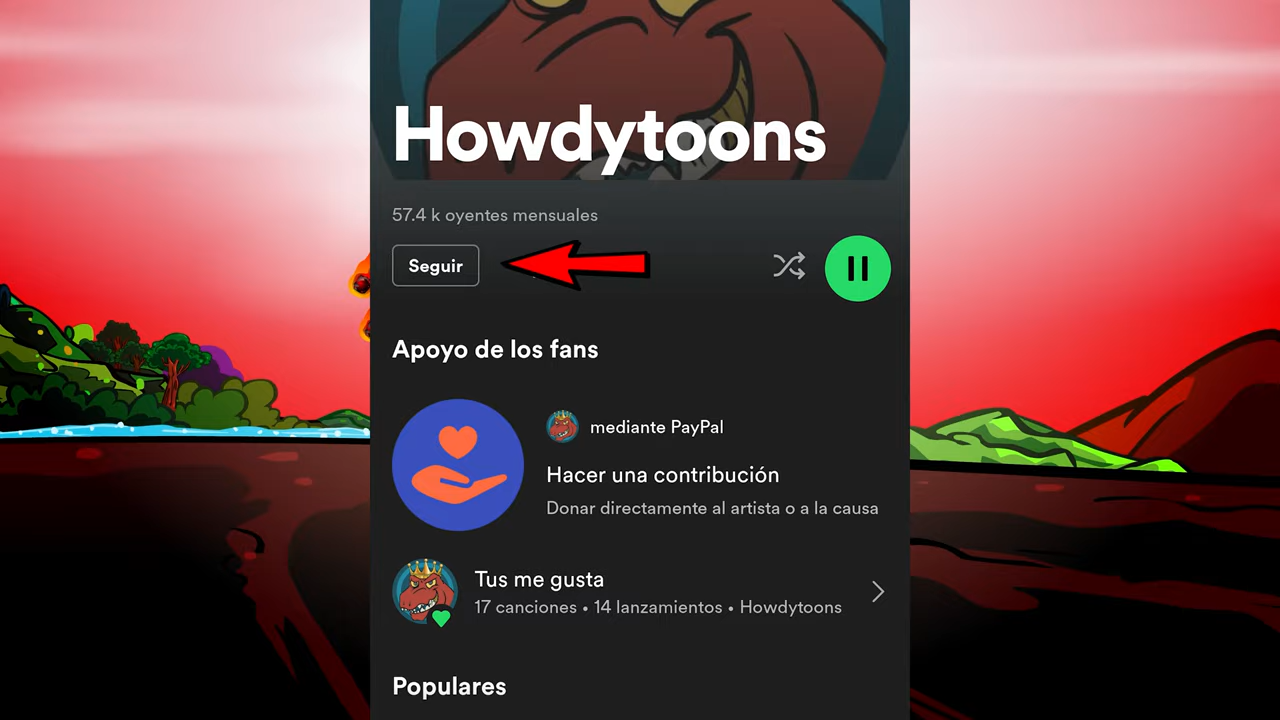 Howdytoons
57.4 k oyentes mensuales
Seguir
Apoyo de los fans
mediante PayPal
Hacer una contribución
Donar directamente al artista o a la causa
Tus me gusta
17 canciones • 14 lanzamientos • Howdytoons
Populares